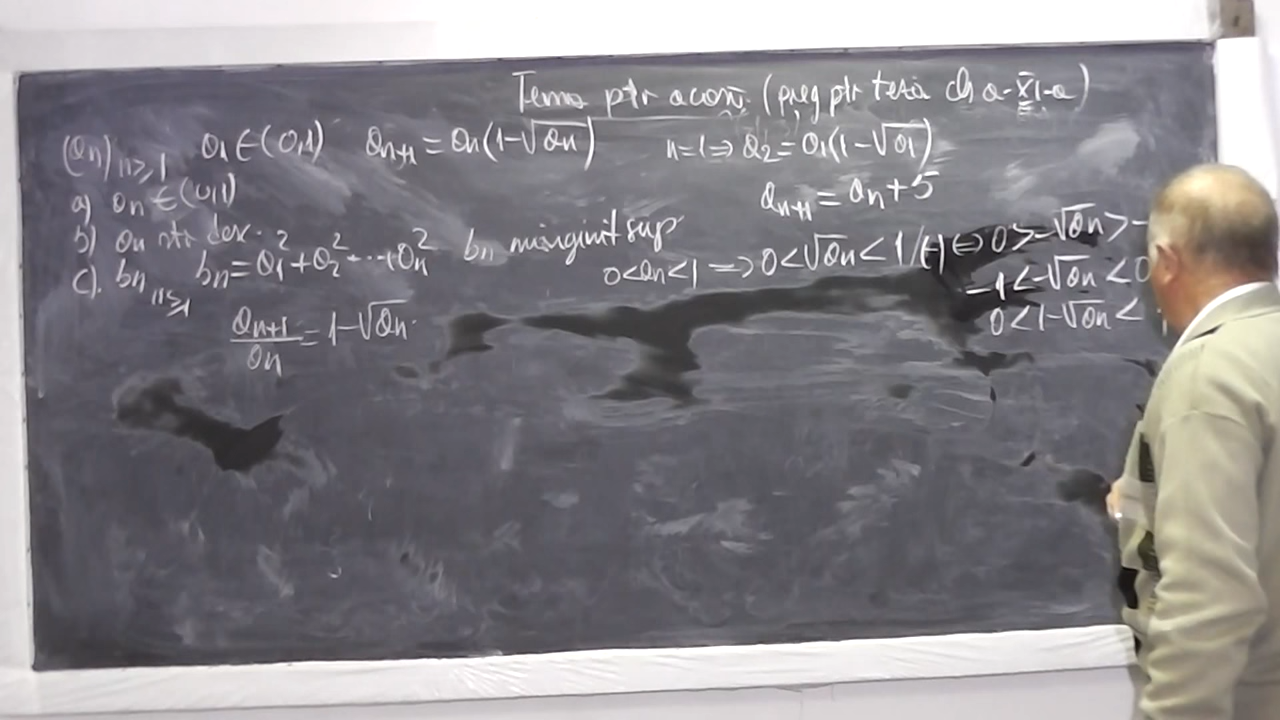 Tema ptr acasă (preg ptr teză cls a-XI-a)
(an) n≥1 a1 ∈ (0,1) an+1 = an(1-√an) n=1 ⇒ a2 = a1(1-√a1)
a) an ∈ (0,1) an+1 = an + 5
b) an str desc.
c). bn n≥1 bn = a1² + a2² + ... + an² bn mărginit sup
0 < an < 1 ⇒ 0 < √an < 1 /(-) ⇔ 0 > -√an > -
-1 < -√an < 0
an+1/an = 1-√an
0 < 1-√an <